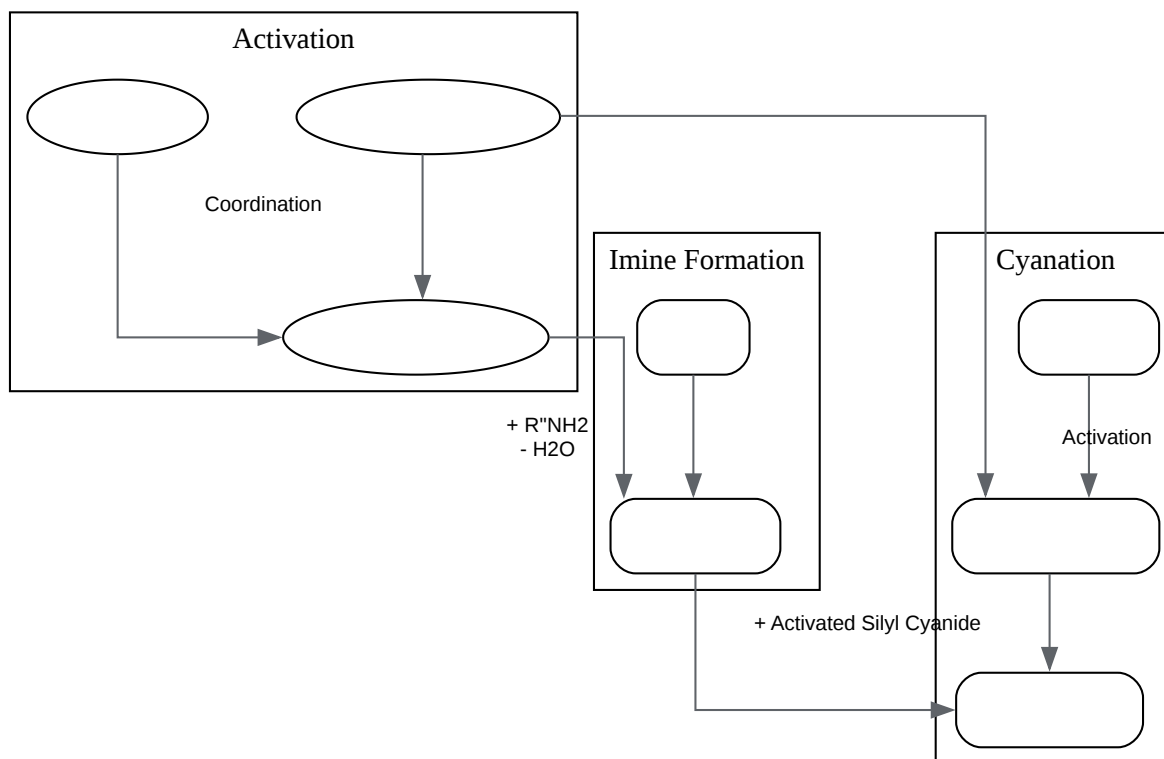 Activation
Coordination
Imine Formation
Cyanation
+ R"NH2
- H2O
Activation
+ Activated Silyl Cyanide